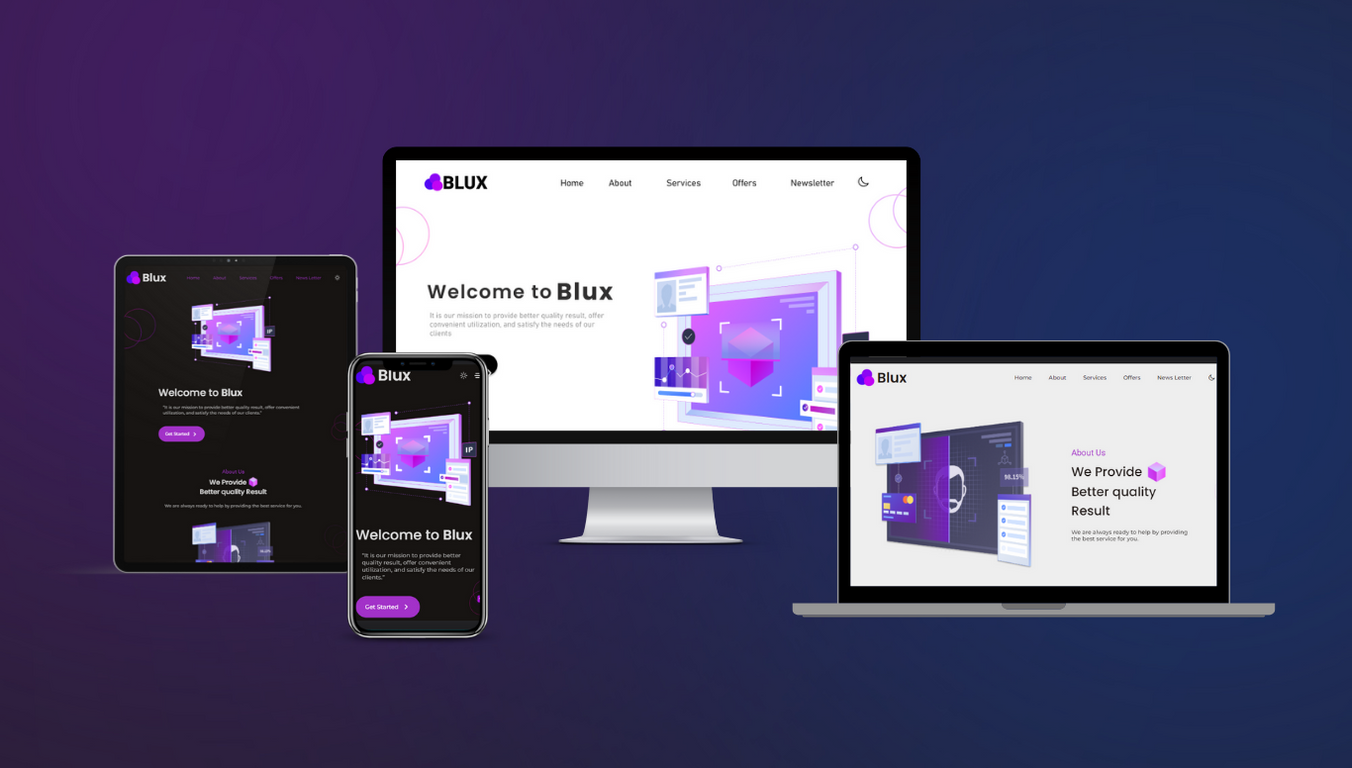 BLUX
Home About Services Offers Newsletter
Welcome to Blux
It is our mission to provide better quality result, offer
convenient utilization, and satisfy the needs of our
clients
Blux
Home About Services Offers News Letter
IP
Welcome to Blux
"It is our mission to provide better quality result, offer convenient
utilization, and satisfy the needs of our clients."
Get Started
About Us
We Provide
Better quality Result
We are always ready to help by providing the best service for you.
Blux
IP
Welcome to Blux
"It is our mission to provide better
quality result, offer convenient
utilization, and satisfy the needs of our
clients."
Get Started
Blux
Home About Services Offers News Letter
90.15%
About Us
We Provide
Better quality
Result
We are always ready to help by providing
the best service for you.